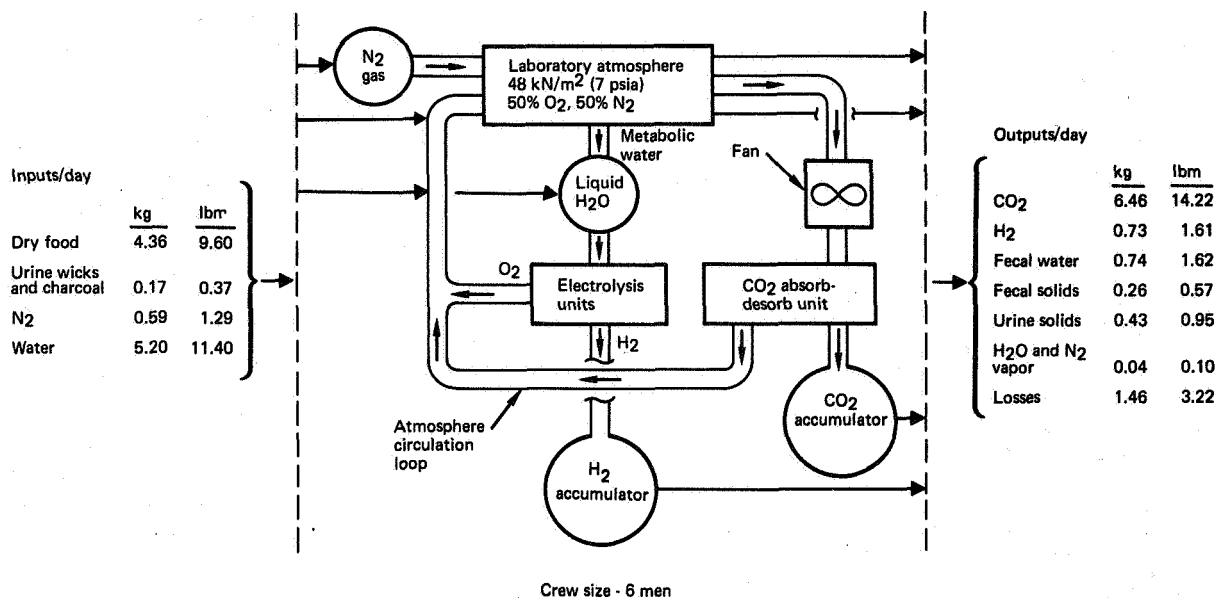 N2
gas
Laboratory atmosphere
48 kN/m2 (7 psia)
50% O2, 50% N2
Metabolic
water
Liquid
H2O
Fan
O2
Electrolysis
units
CO2 absorb-
desorb unit
H2
Atmosphere
circulation
loop
H2
accumulator
CO2
accumulator
Inputs/day
kg lbm
Dry food 4.36 9.60
Urine wicks
and charcoal 0.17 0.37
N2 0.59 1.29
Water 5.20 11.40
Outputs/day
kg lbm
CO2 6.46 14.22
H2 0.73 1.61
Fecal water 0.74 1.62
Fecal solids 0.26 0.57
Urine solids 0.43 0.95
H2O and N2
vapor 0.04 0.10
Losses 1.46 3.22
Crew size - 6 men